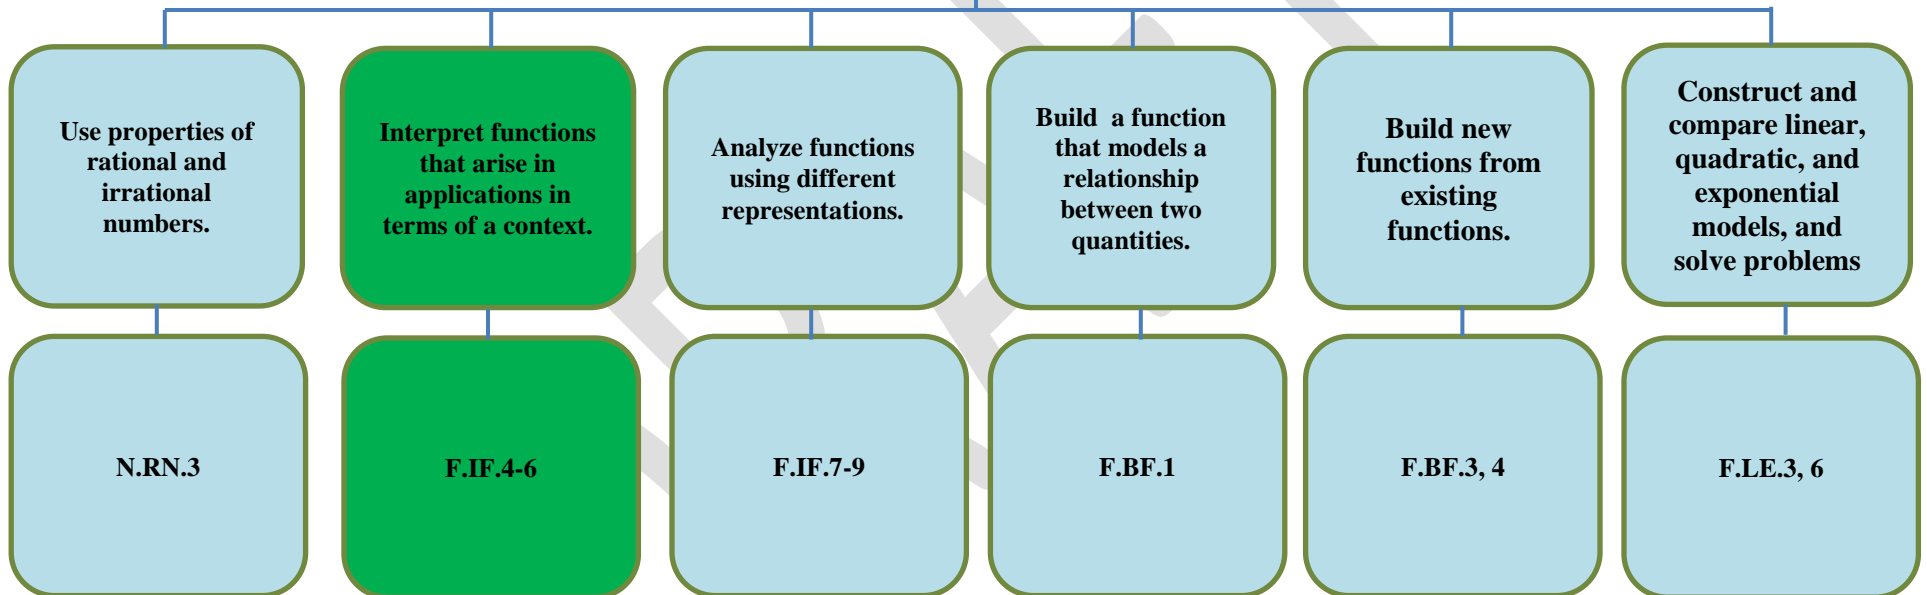 Use properties of
rational and
irrational
numbers.
Interpret functions
that arise in
applications in
terms of a context.
Analyze functions
using different
representations.
Build a function
that models a
relationship
between two
quantities.
Build new
functions from
existing
functions.
Construct and
compare linear,
quadratic, and
exponential
models, and
solve problems
N.RN.3
F.IF.4-6
F.IF.7-9
F.BF.1
F.BF.3, 4
F.LE.3, 6